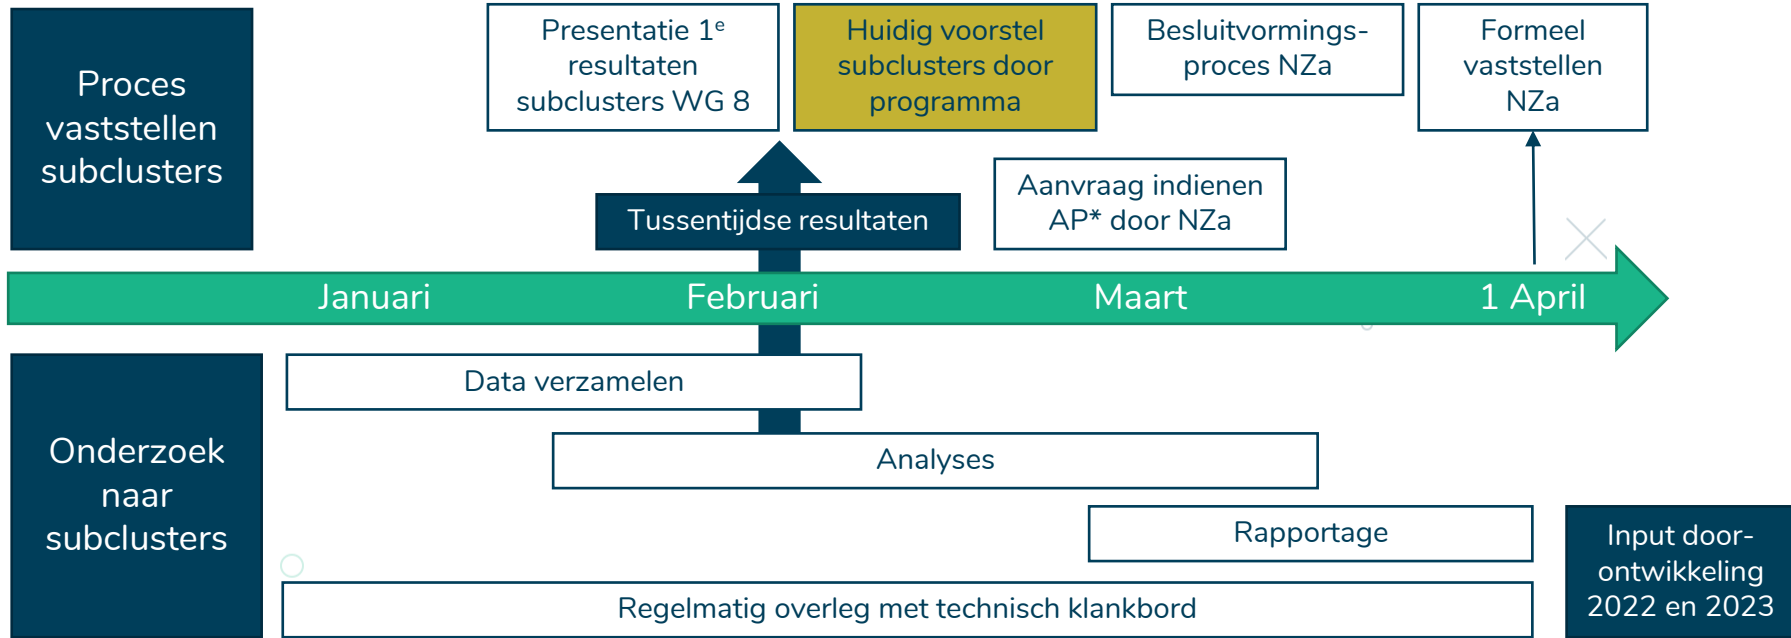 Proces
vaststellen
subclusters
Presentatie 1e
resultaten
subclusters WG 8
Huidig voorstel
subclusters door
programma
Besluitvormings-
proces NZa
Formeel
vaststellen
NZa
Tussentijdse resultaten
Aanvraag indienen
AP* door NZa
Januari
Februari
Maart
1 April
Onderzoek
naar
subclusters
Data verzamelen
Analyses
Rapportage
Regelmatig overleg met technisch klankbord
Input door-
ontwikkeling
2022 en 2023